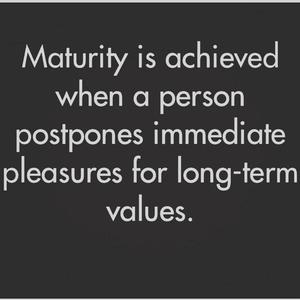 Maturity is achieved
when a person
postpones immediate
pleasures for long-term
values.